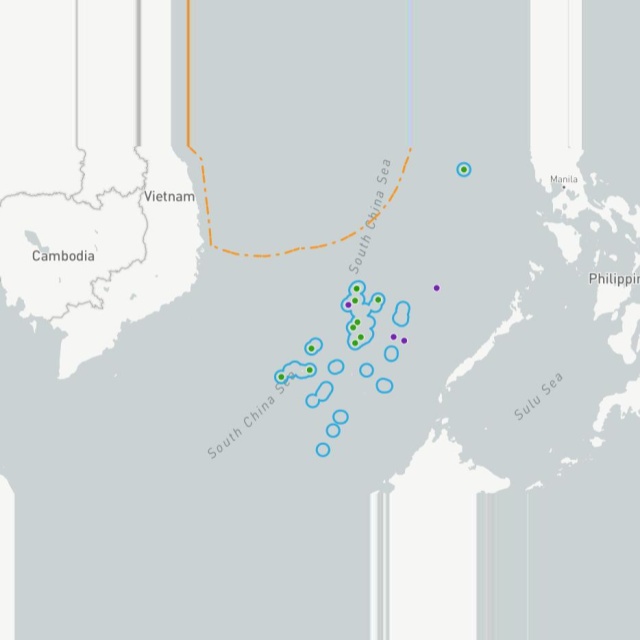 South China Sea
Manila
Vietnam
Cambodia
Philippin
South China Sea
Sulu Sea